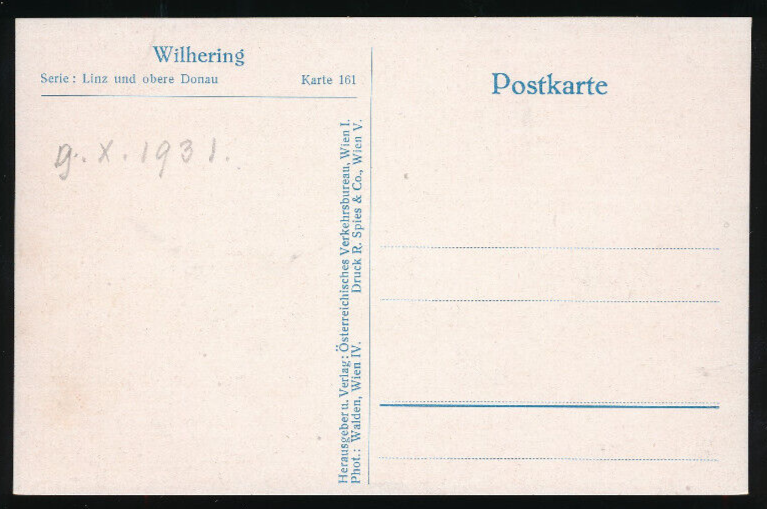 Wilhering
Serie: Linz und obere Donau Karte 161
9. X. 1931.
Herausgeber u. Verlag: Österreichisches Verkehrsbureau, Wien I.
Phot.: Walden, Wien IV. Druck R. Spies & Co., Wien V.
Postkarte